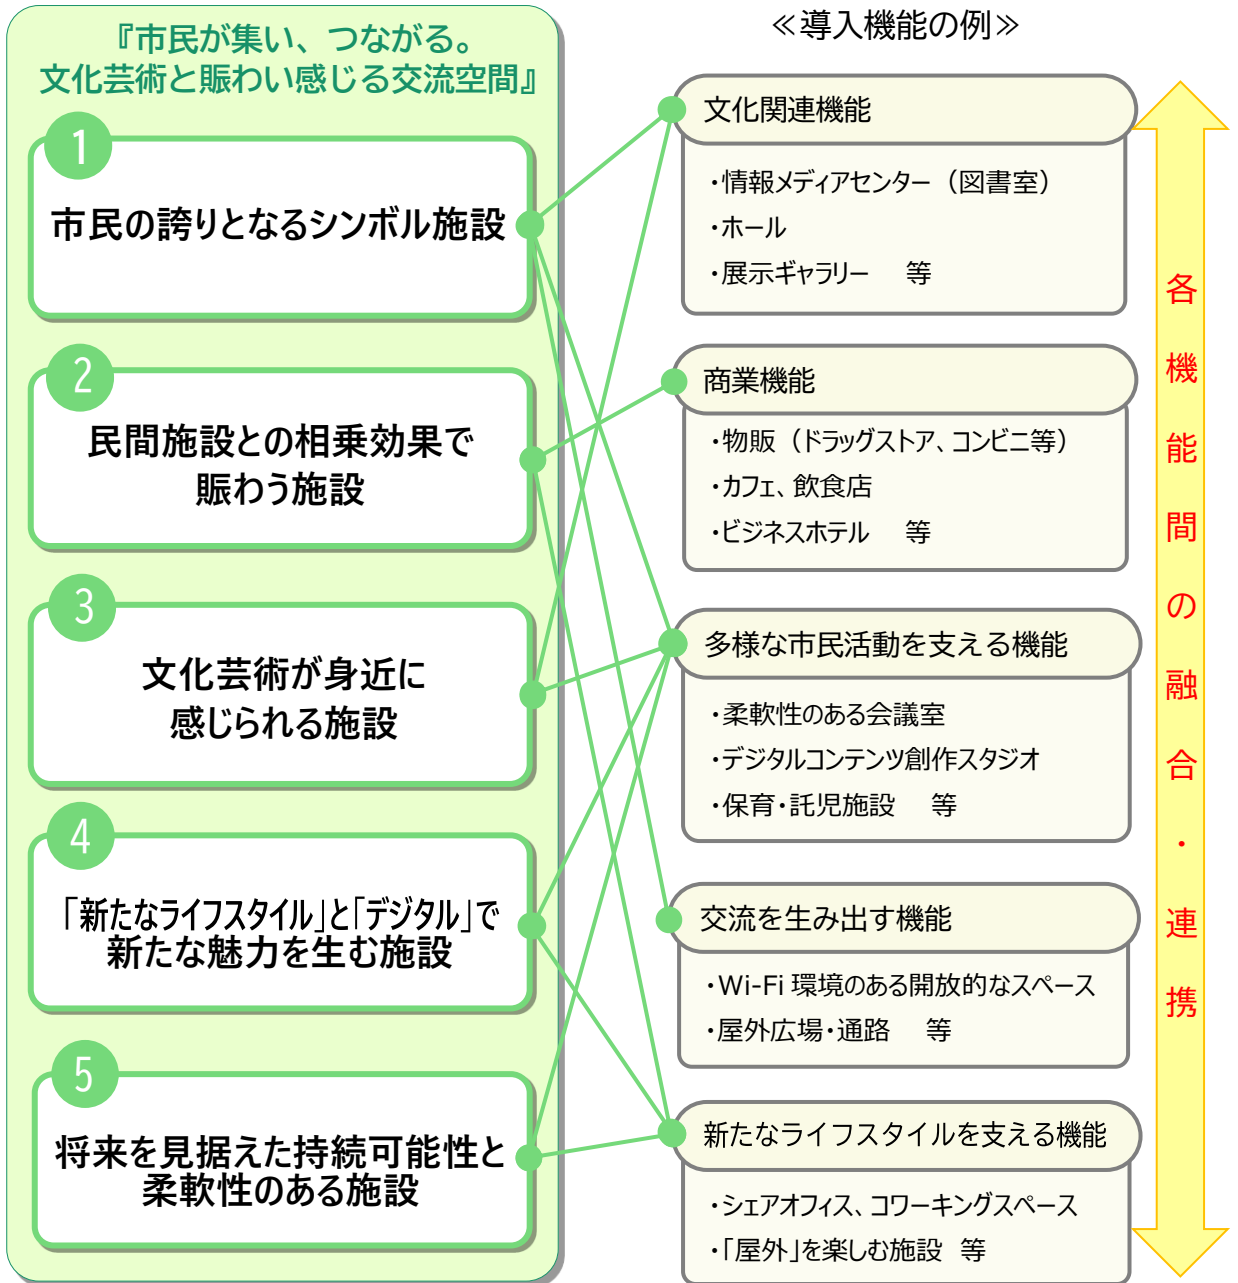 『市民が集い、つながる。
文化芸術と賑わい感じる交流空間』
1
市民の誇りとなるシンボル施設
2
民間施設との相乗効果で
賑わう施設
3
文化芸術が身近に
感じられる施設
4
「新たなライフスタイル」と「デジタル」で
新たな魅力を生む施設
5
将来を見据えた持続可能性と
柔軟性のある施設
≪導入機能の例≫
文化関連機能
・情報メディアセンター（図書室）
・ホール
・展示ギャラリー　等
商業機能
・物販（ドラッグストア、コンビニ等）
・カフェ、飲食店
・ビジネスホテル　等
多様な市民活動を支える機能
・柔軟性のある会議室
・デジタルコンテンツ創作スタジオ
・保育・託児施設　等
交流を生み出す機能
・Wi-Fi 環境のある開放的なスペース
・屋外広場・通路　等
新たなライフスタイルを支える機能
・シェアオフィス、コワーキングスペース
・「屋外」を楽しむ施設 等
各機能間の融合・連携